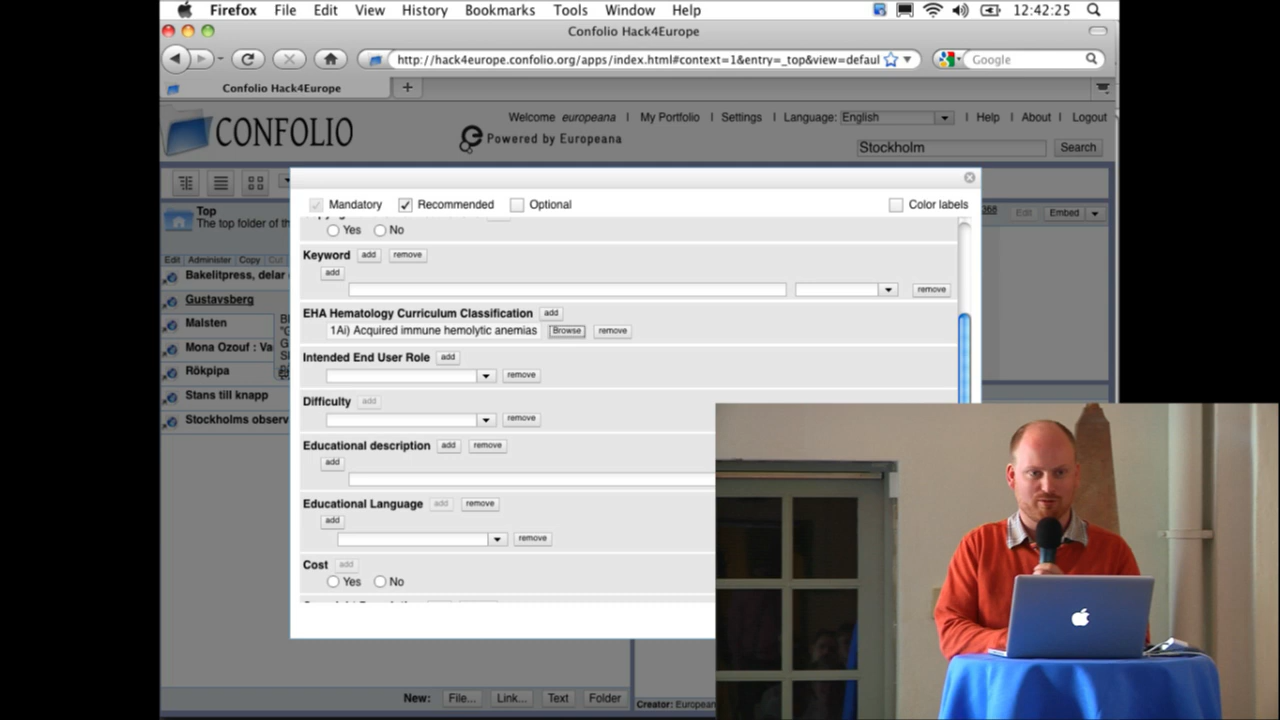 Firefox File Edit View History Bookmarks Tools Window Help 12:42:25
Confolio Hack4Europe
http://hack4europe.confolio.org/apps/index.html#context=1&entry=_top&view=defaul
Google
Confolio Hack4Europe
Welcome europeana | My Portfolio | Settings | Language: English | Help | About | Logout
CONFOLIO
Powered by Europeana
Stockholm Search
Mandatory Recommended Optional Color labels
Top
The top folder of th
Edit Embed
Yes No
Edit Administer Copy Cut
Keyword add remove
add
Bakelitpress, delar
remove
Gustavsberg
EHA Hematology Curriculum Classification add
Malsten
1Ai) Acquired immune hemolytic anemias Browse remove
Mona Ozouf : Va
Intended End User Role add
Rökpipa
remove
Stans till knapp
Difficulty add
Stockholms observ
remove
Educational description add remove
add
Educational Language add remove
add
remove
Cost add
Yes No
New: File... Link... Text Folder
Creator: European